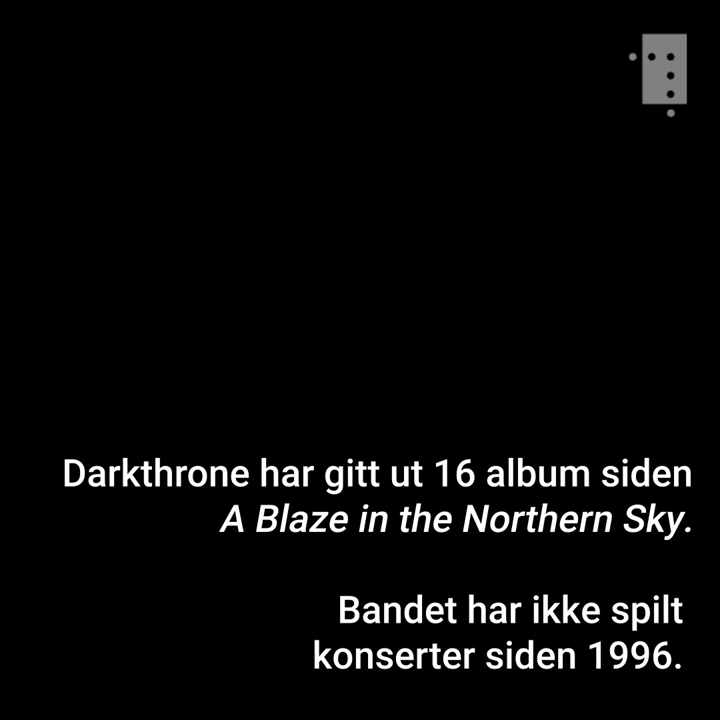 Darkthrone har gitt ut 16 album siden
A Blaze in the Northern Sky.
Bandet har ikke spilt
konserter siden 1996.